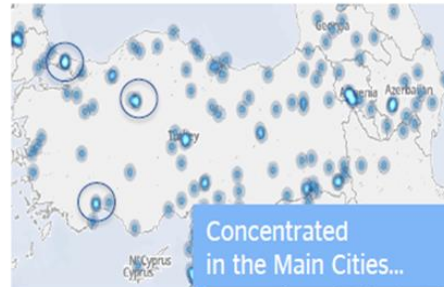 Georgia
Armenia
Azerbaijan
Turkey
Concentrated
in the Main Cities...
N. Cyprus
Cyprus